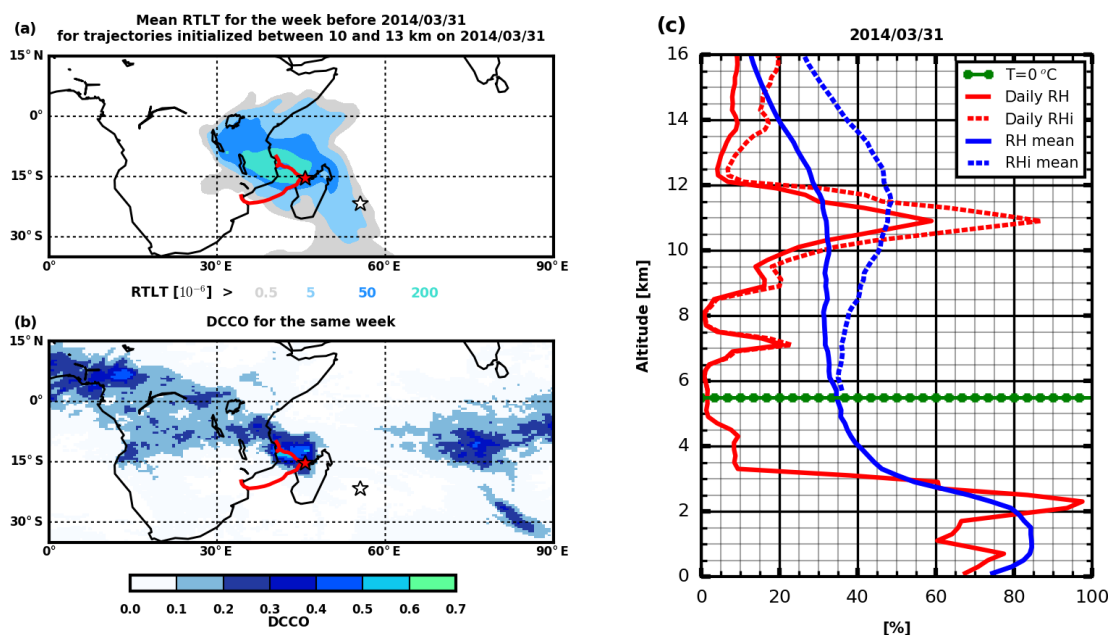 (a)
Mean RTLT for the week before 2014/03/31
for trajectories initialized between 10 and 13 km on 2014/03/31
15°N
0°
15°S
30°S
0° 30°E 60°E 90°E
RTLT [10⁻⁶] > 0.5 5 50 200
(b)
DCCO for the same week
15°N
0°
15°S
30°S
0° 30°E 60°E 90°E
0.0 0.1 0.2 0.3 0.4 0.5 0.6 0.7
DCCO
(c)
2014/03/31
T=0 °C
Daily RH
Daily RHi
RH mean
RHi mean
Altitude [km]
16
14
12
10
8
6
4
2
0
0 20 40 60 80 100
[%]